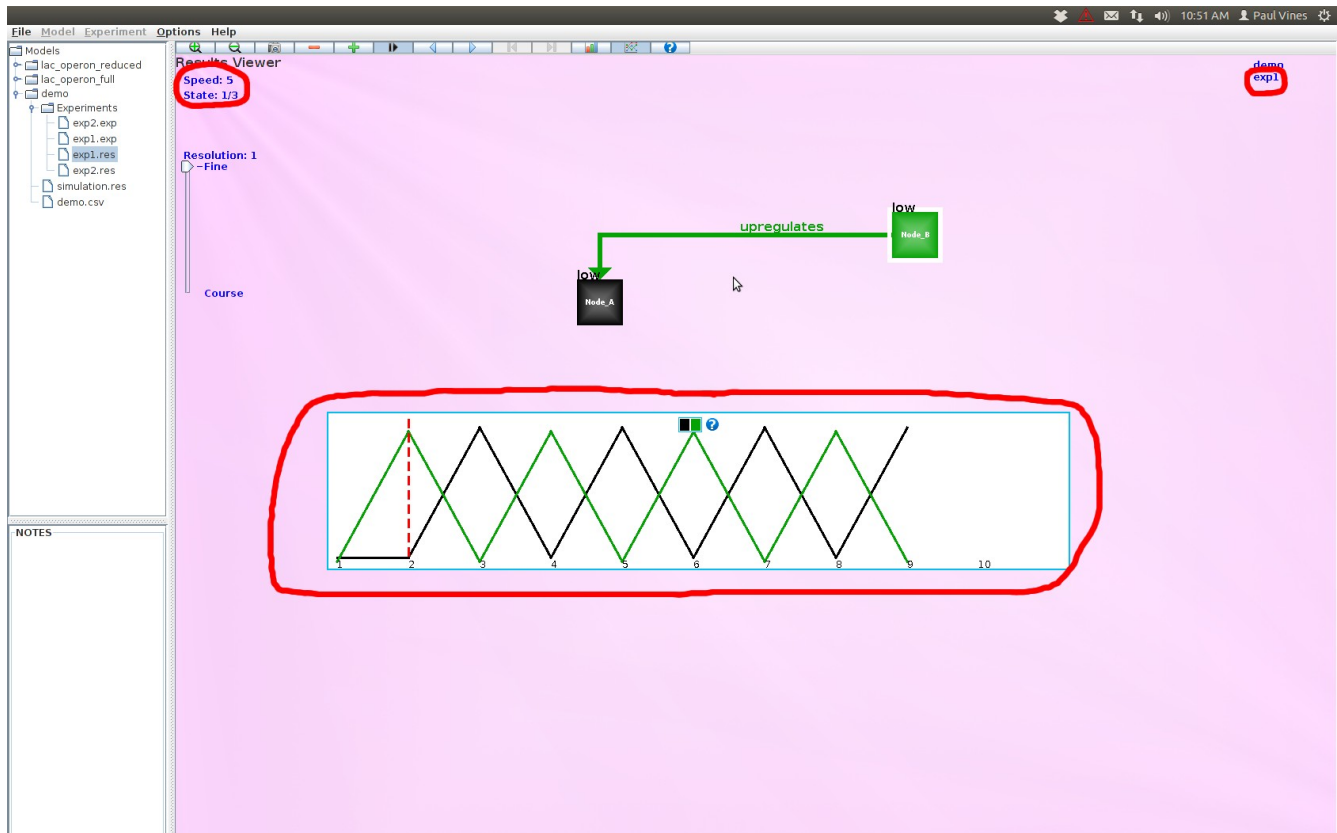 10:51 AM Paul Vines
File Model Experiment Options Help
Models
lac_operon_reduced
lac_operon_full
demo
Experiments
exp2.exp
exp1.exp
exp1.res
exp2.res
simulation.res
demo.csv
NOTES
Results Viewer
Speed: 5
State: 1/3
demo
exp1
Resolution: 1
Fine
Course
low
Node_B
upregulates
low
Node_A
?
1 2 3 4 5 6 7 8 9 10